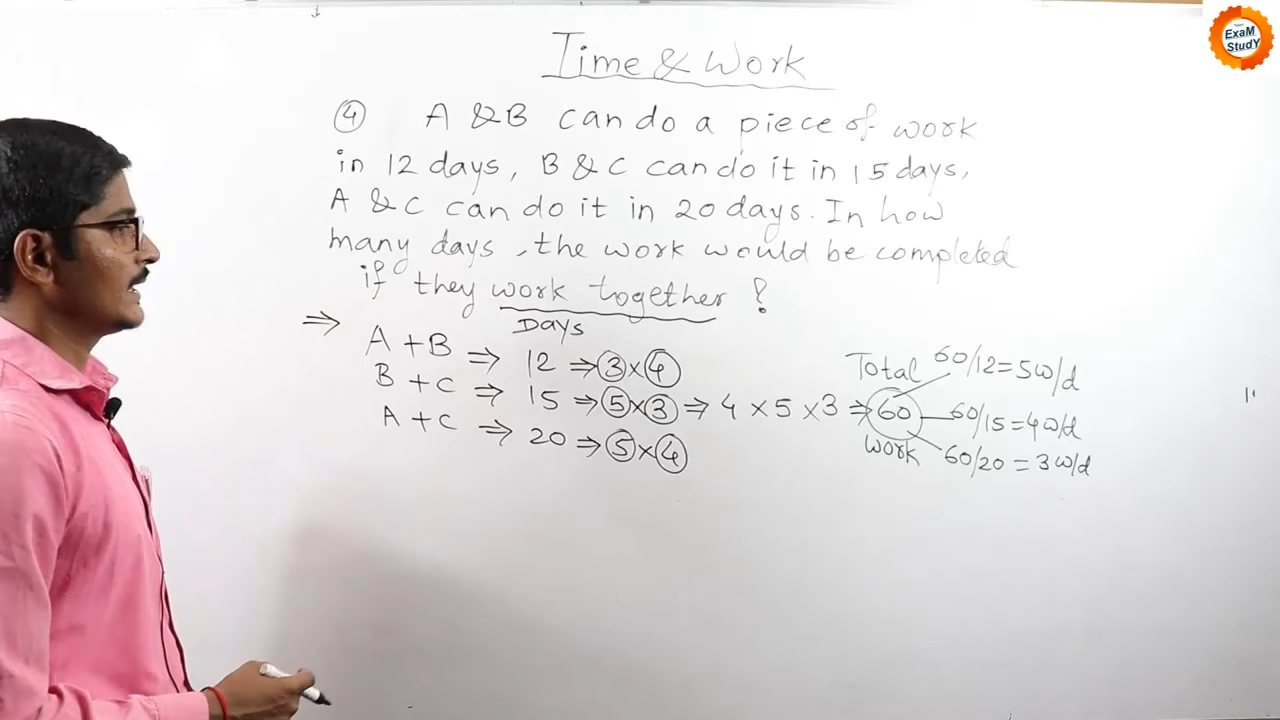 ExaM
StudY
Time & Work
④ A & B can do a piece of work
in 12 days, B & C can do it in 15 days,
A & C can do it in 20 days. In how
many days, the work would be completed
if they work together ?
⇒ Days
A + B ⇒ 12 ⇒ ③ × ④
B + C ⇒ 15 ⇒ ⑤ × ③ ⇒ 4 × 5 × 3 ⇒ 60
A + C ⇒ 20 ⇒ ⑤ × ④
Total
work
60/12 = 5 w/d
60/15 = 4 w/d
60/20 = 3 w/d